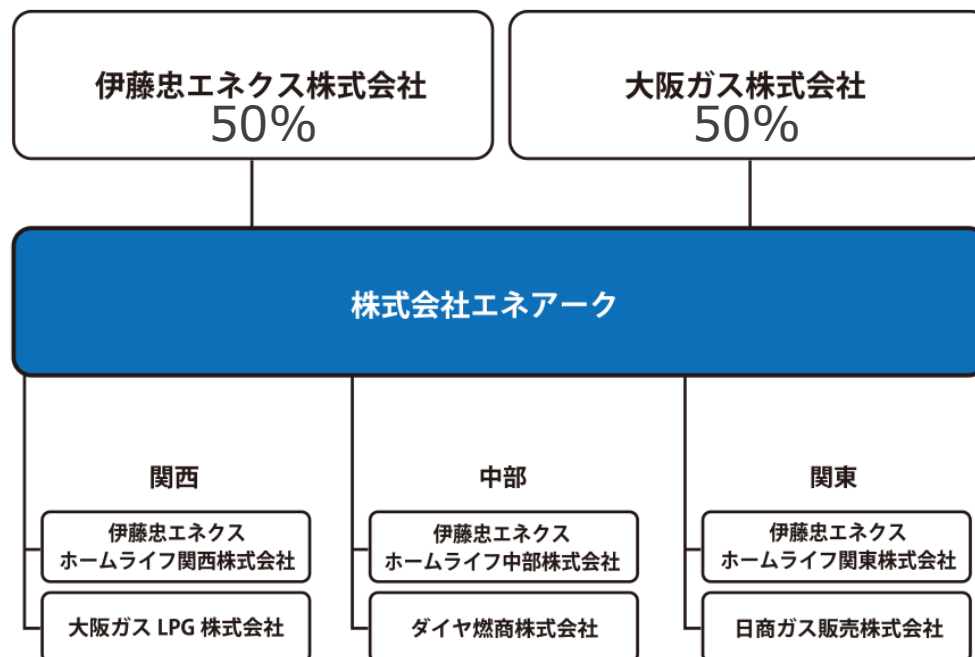 伊藤忠エネクス株式会社
50%
大阪ガス株式会社
50%
株式会社エネアーク
関西
伊藤忠エネクス
ホームライフ関西株式会社
大阪ガス LPG 株式会社
中部
伊藤忠エネクス
ホームライフ中部株式会社
ダイヤ燃商株式会社
関東
伊藤忠エネクス
ホームライフ関東株式会社
日商ガス販売株式会社